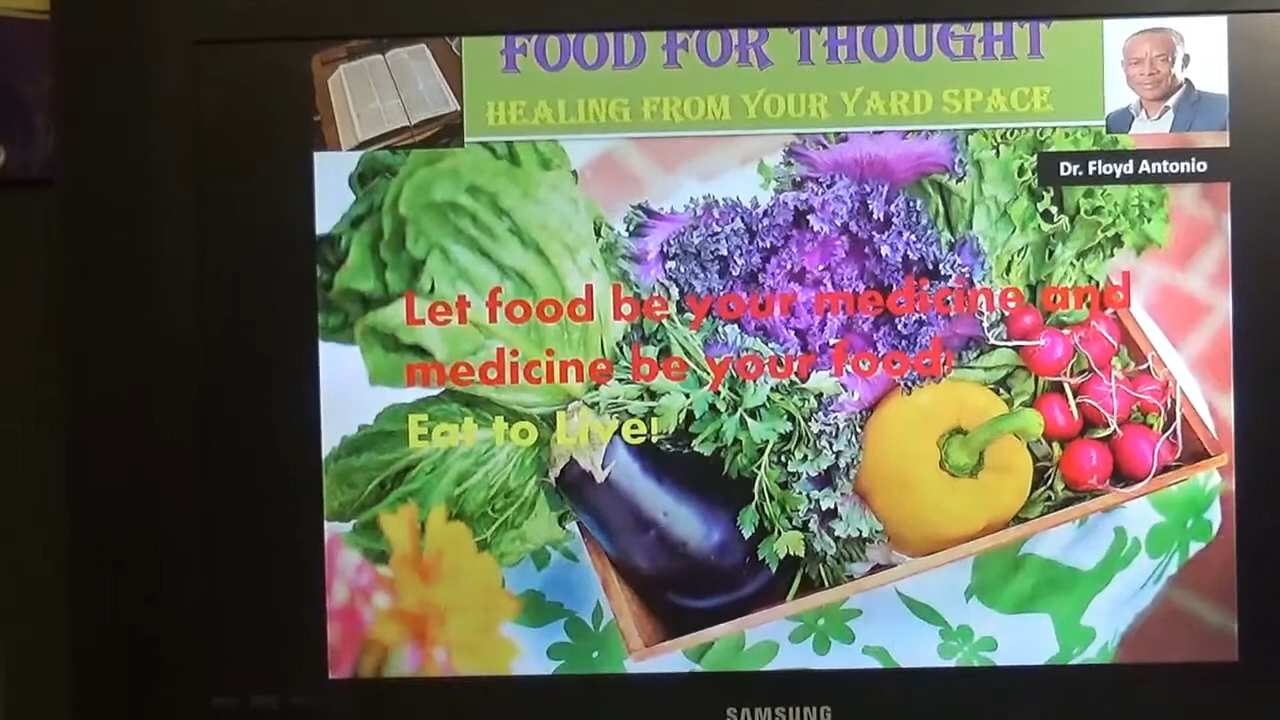 FOOD FOR THOUGHT
HEALING FROM YOUR YARD SPACE
Dr. Floyd Antonio
Let food be your medicine and
medicine be your food!
Eat to Live!
SAMSUNG